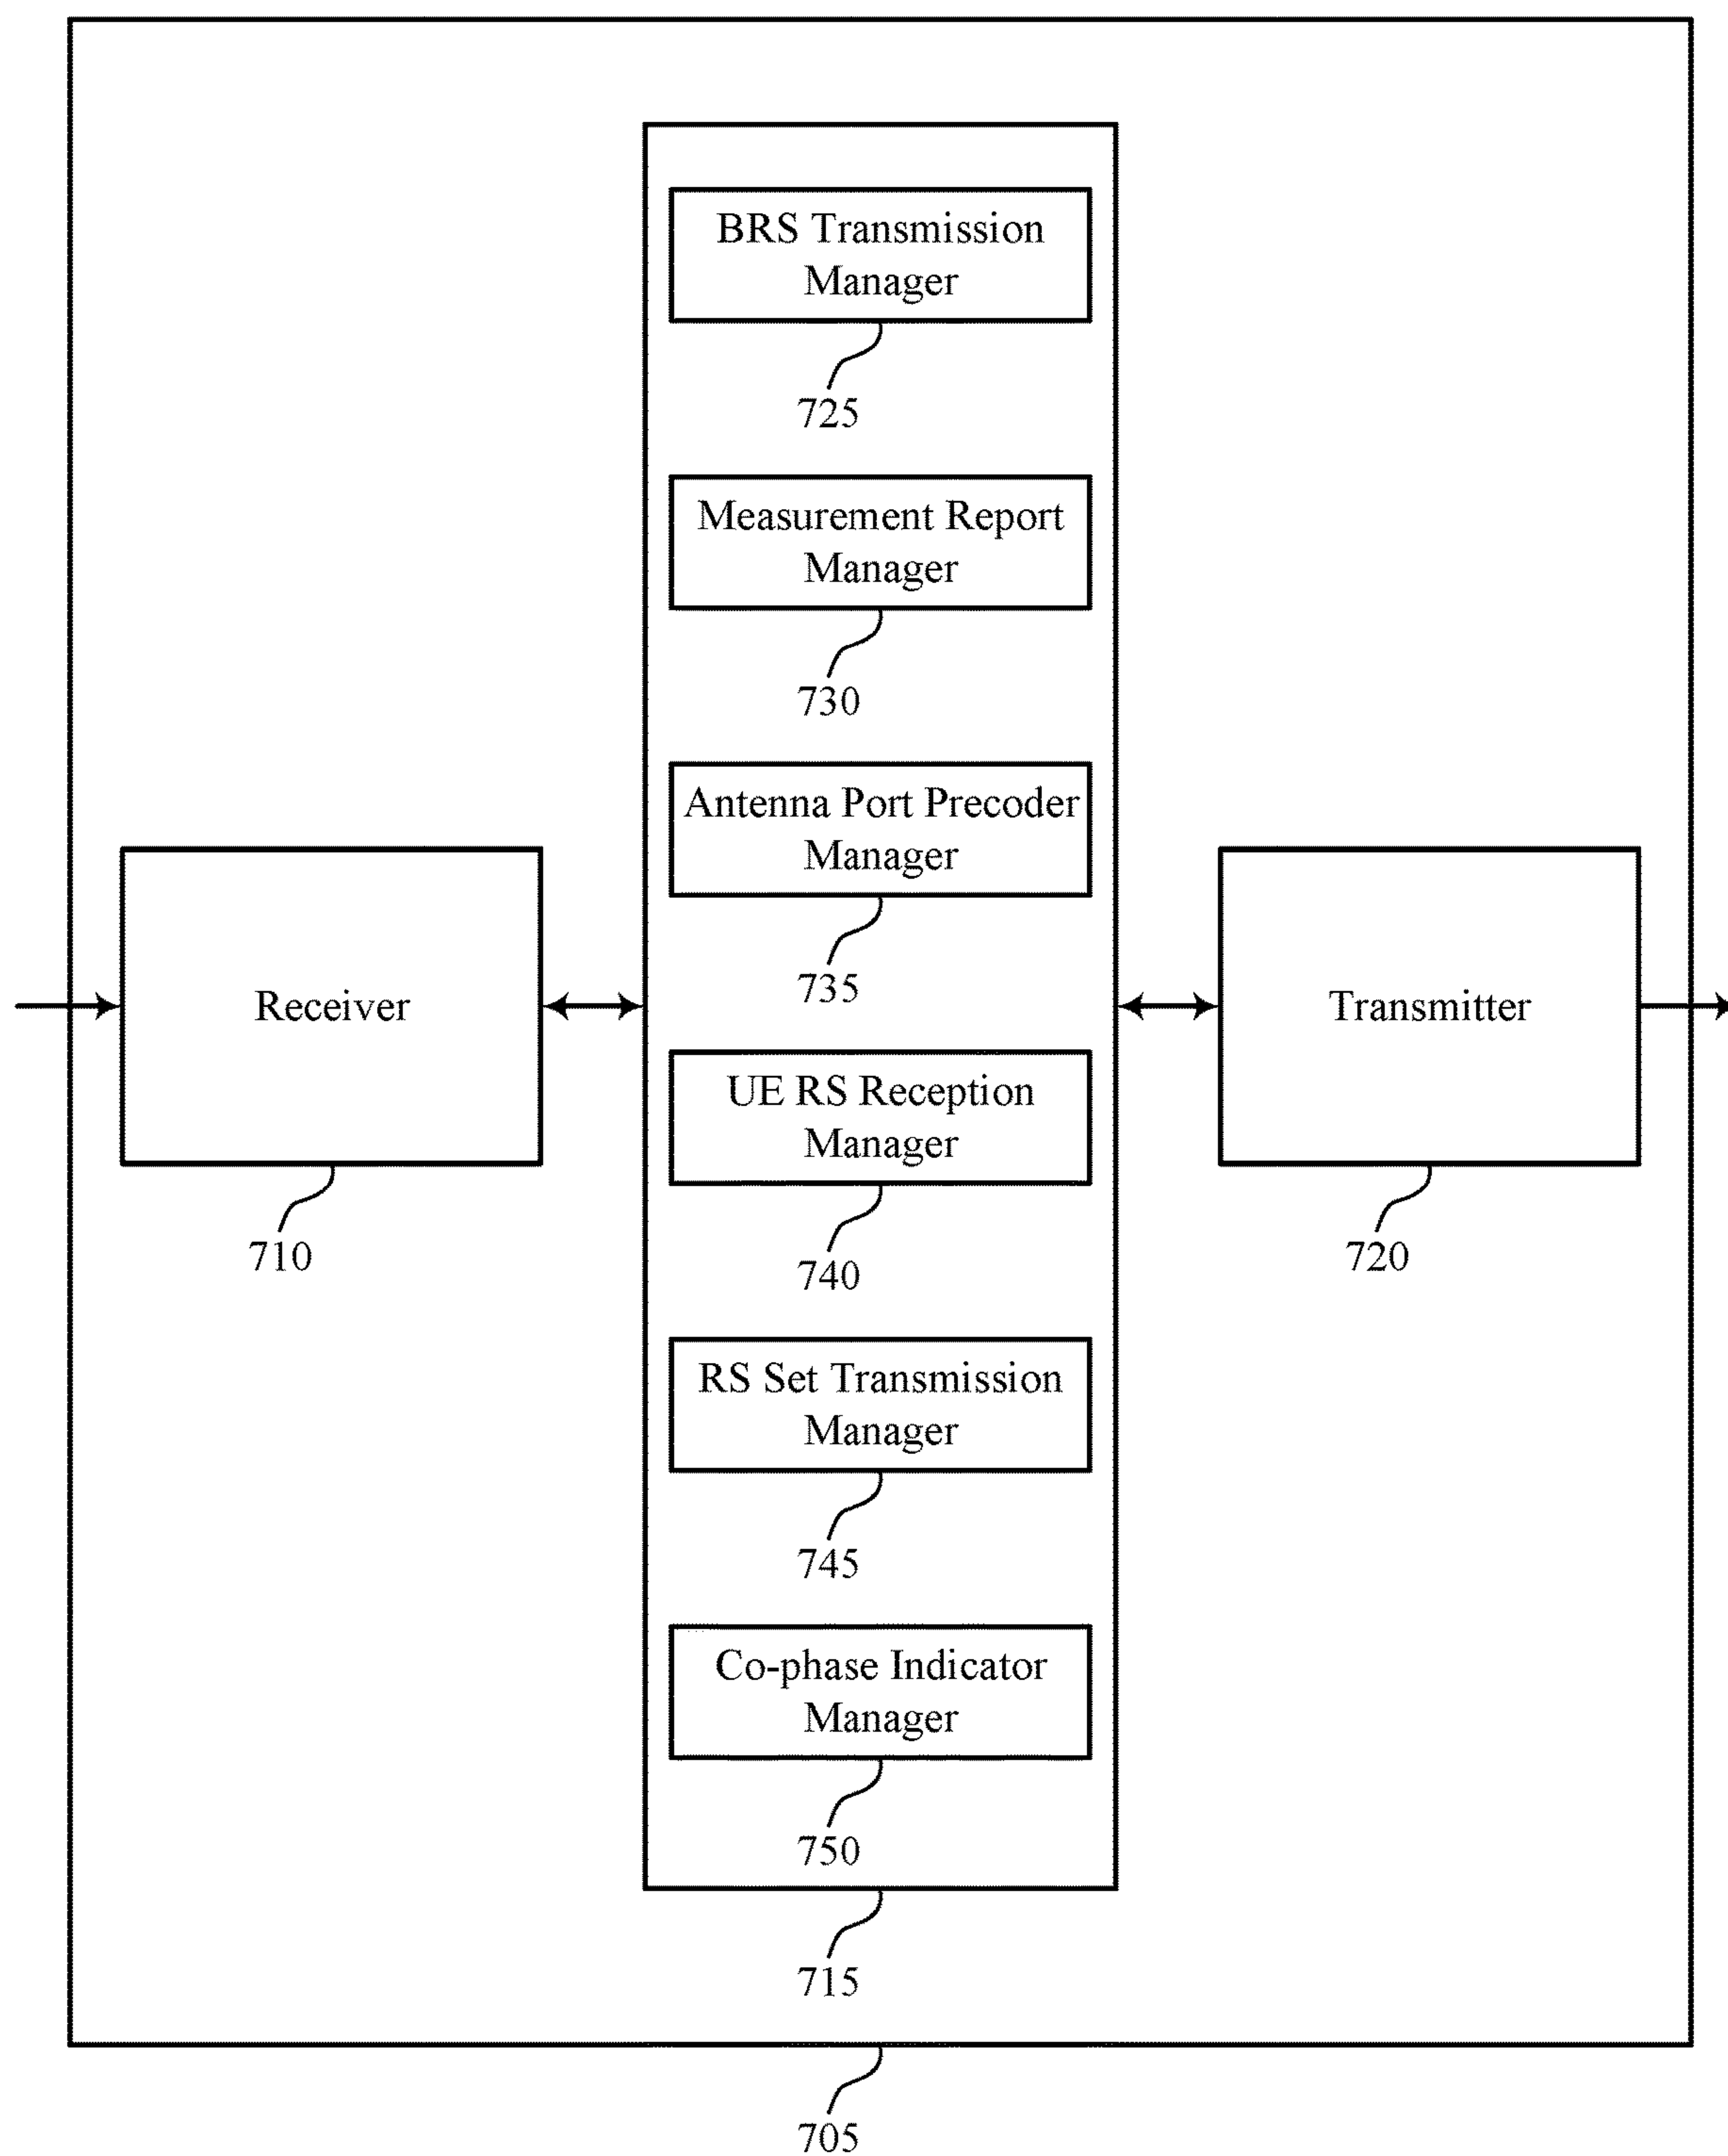 BRS Transmission
Manager
725
Measurement Report
Manager
730
Antenna Port Precoder
Manager
735
Receiver
710
UE RS Reception
Manager
740
Transmitter
720
RS Set Transmission
Manager
745
Co-phase Indicator
Manager
750
715
705